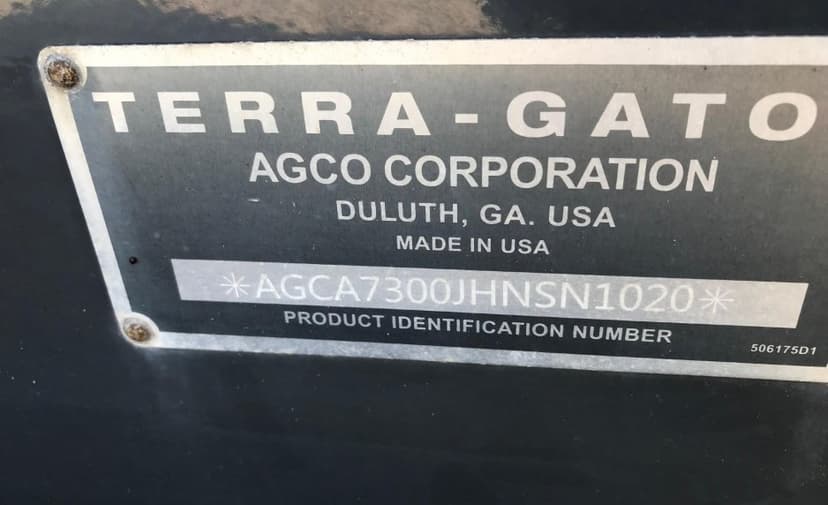 TERRA-GATO
AGCO CORPORATION
DULUTH, GA. USA
MADE IN USA
*AGCA7300JHNSN1020*
PRODUCT IDENTIFICATION NUMBER
506175D1